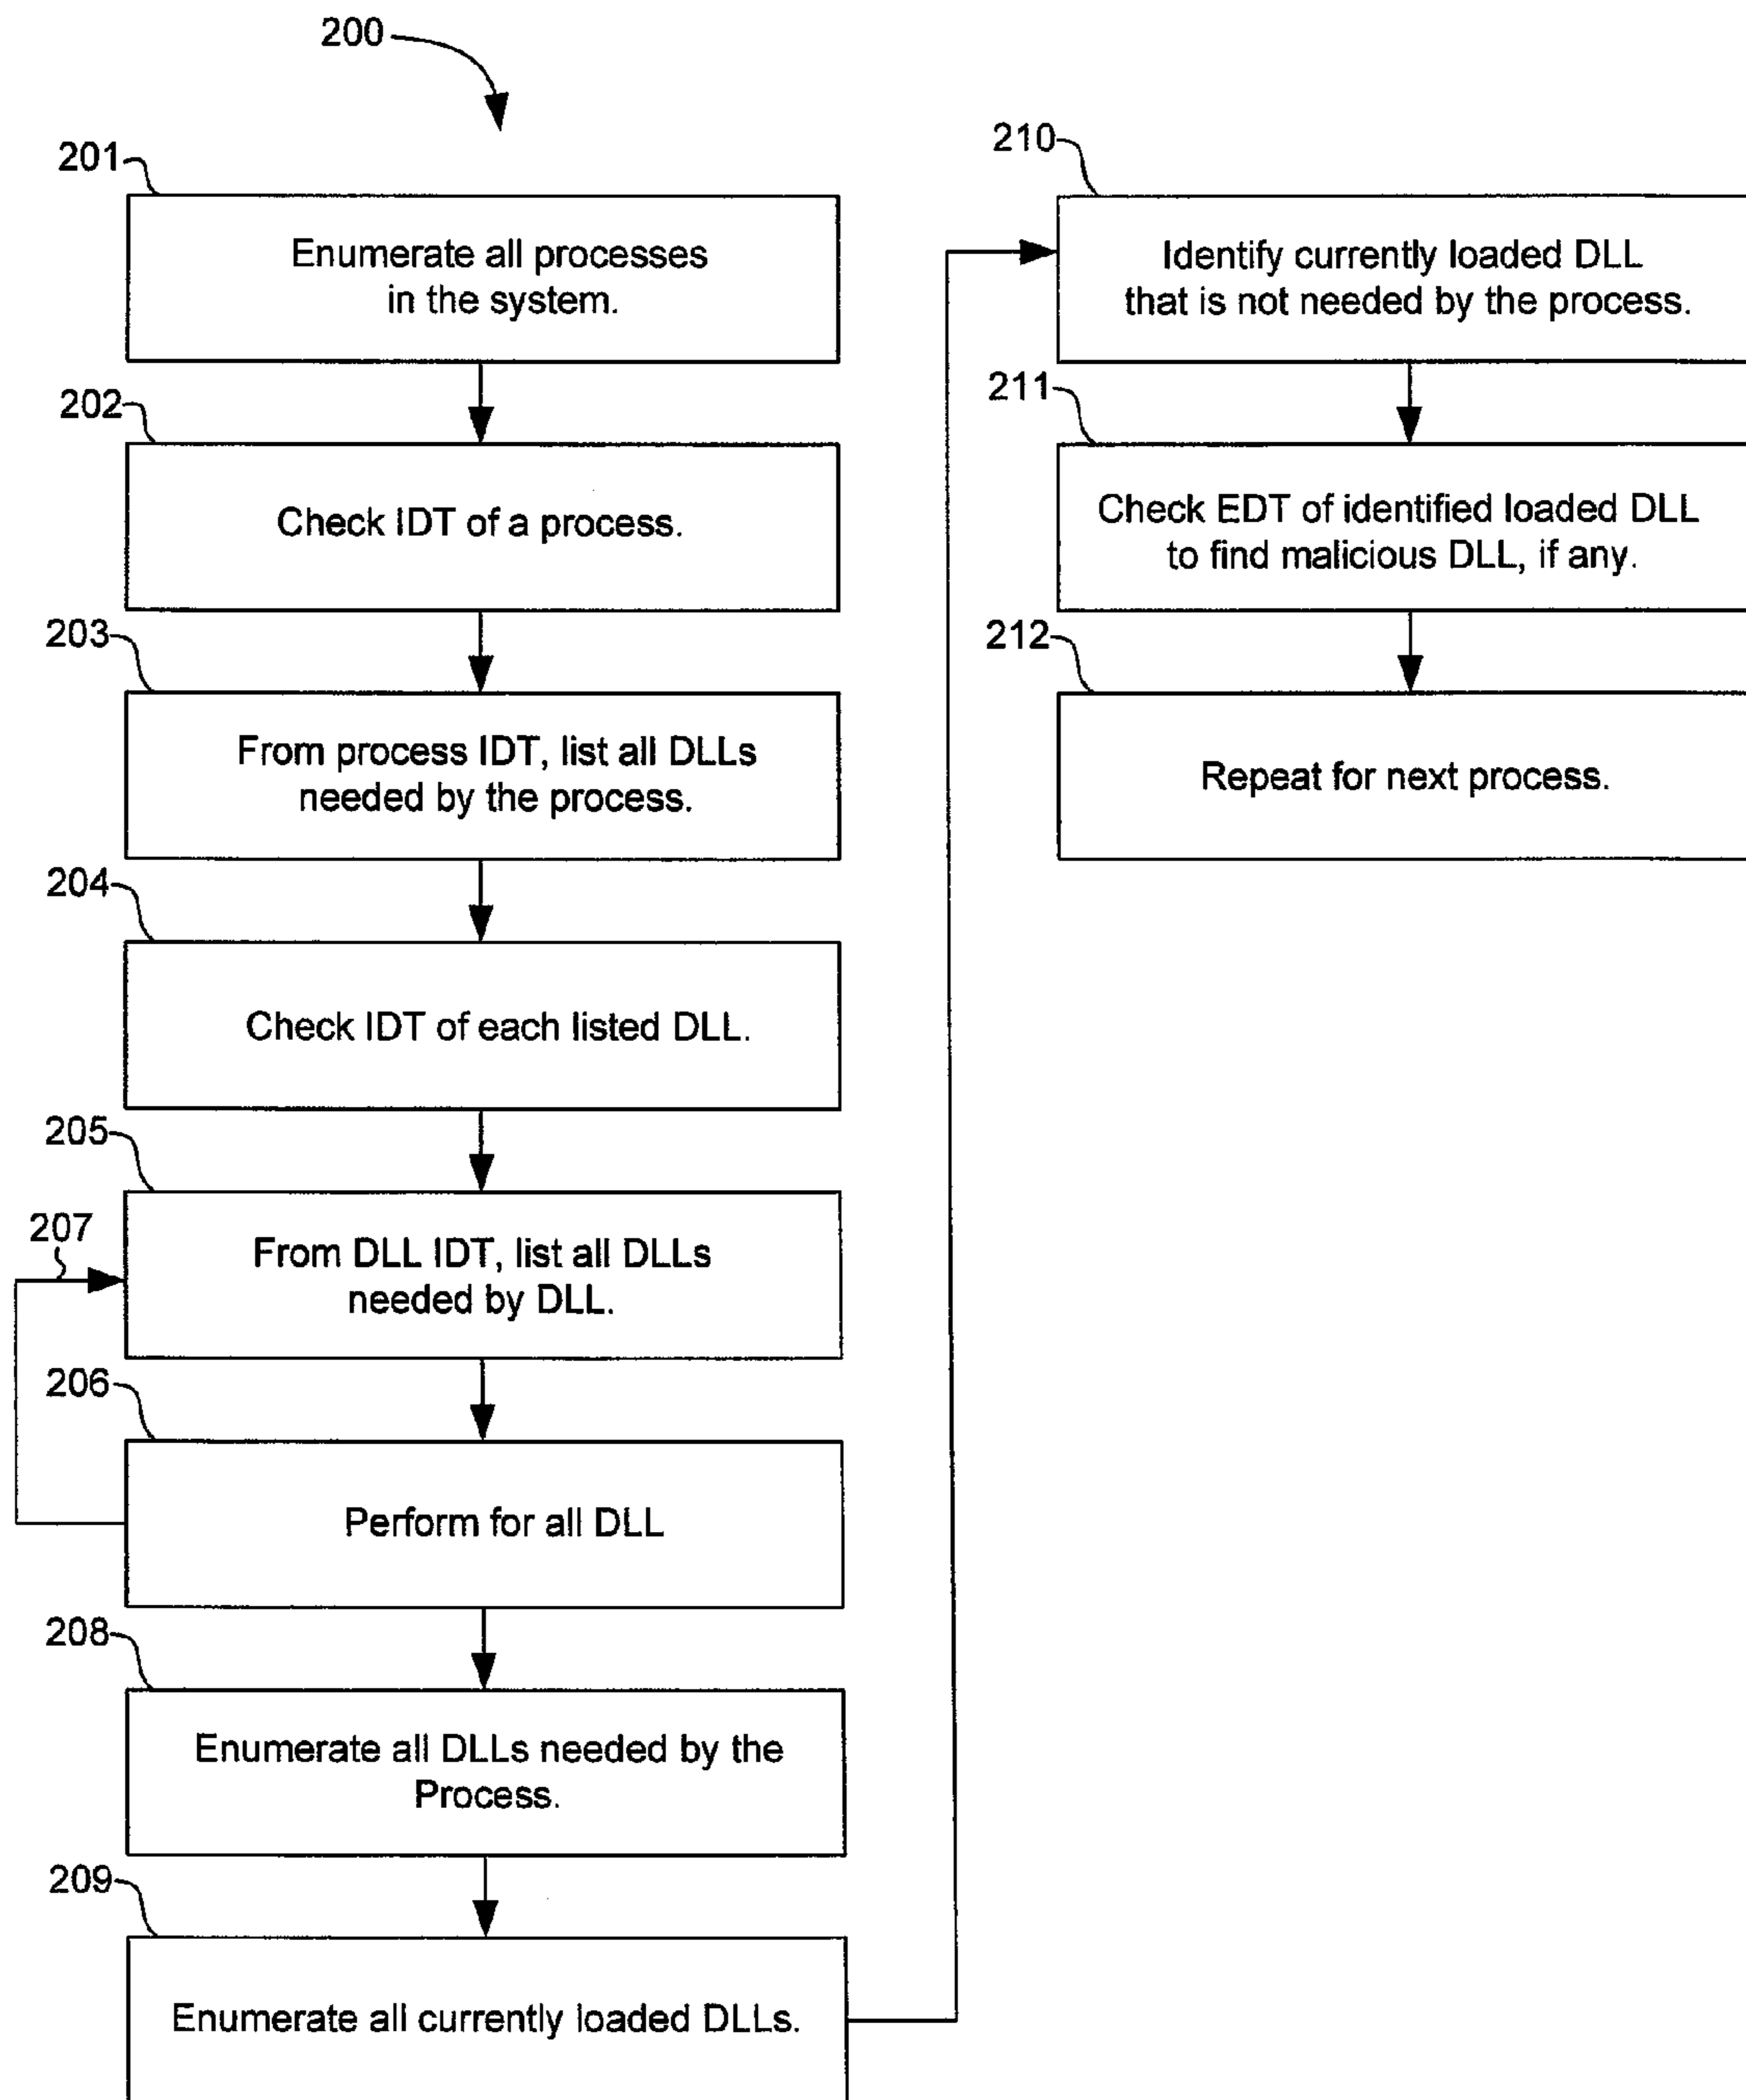 200
201
Enumerate all processes
in the system.
202
Check IDT of a process.
203
From process IDT, list all DLLs
needed by the process.
204
Check IDT of each listed DLL.
205
207
From DLL IDT, list all DLLs
needed by DLL.
206
Perform for all DLL
208
Enumerate all DLLs needed by the
Process.
209
Enumerate all currently loaded DLLs.
210
Identify currently loaded DLL
that is not needed by the process.
211
Check EDT of identified loaded DLL
to find malicious DLL, if any.
212
Repeat for next process.